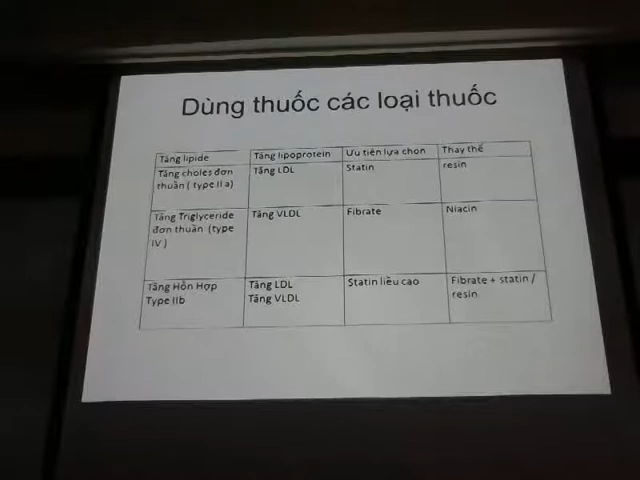 Dùng thuốc các loại thuốc
Tăng lipide	Tăng lipoprotein	Ưu tiên lựa chọn	Thay thế
Tăng choles đơn thuần ( type II a)	Tăng LDL	Statin	resin
Tăng Triglyceride đơn thuần (type IV )	Tăng VLDL	Fibrate	Niacin
Tăng Hỗn Hợp Type IIb	Tăng LDL Tăng VLDL	Statin liều cao	Fibrate + statin / resin